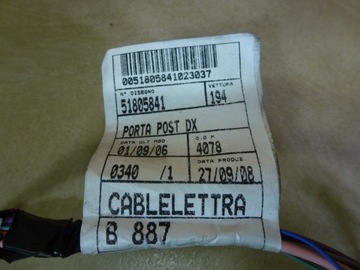 0051805841023037
N° DISEGNO VETTURA
51805841 194
PORTA POST DX
DATA ULT MOD O.D.M
01/09/06 4078
0340 /1 DATA PRODUZ.
27/09/08
CABLELETTRA
B 887